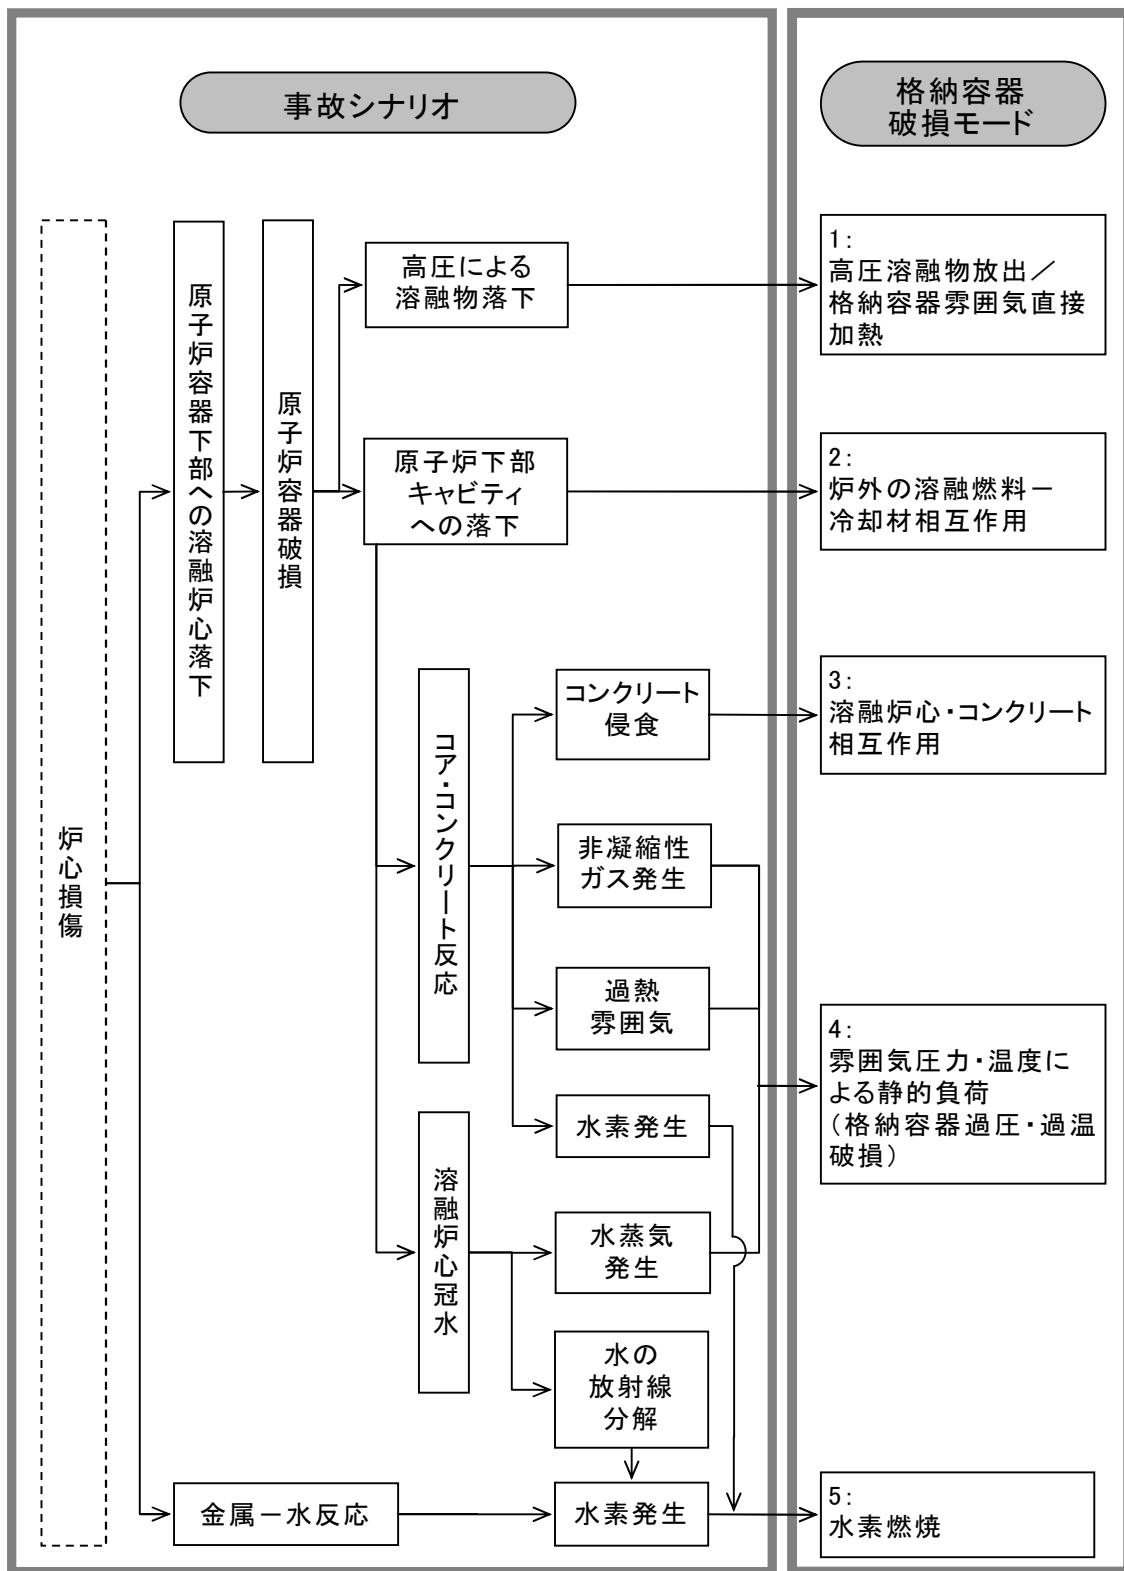 事故シナリオ
格納容器
破損モード
炉心損傷
原子炉容器下部への溶融炉心落下
原子炉容器破損
高圧による
溶融物落下
1:
高圧溶融物放出／
格納容器雰囲気直接
加熱
原子炉下部
キャビティ
への落下
2:
炉外の溶融燃料－
冷却材相互作用
コア・コンクリート反応
コンクリート
侵食
3:
溶融炉心・コンクリート
相互作用
非凝縮性
ガス発生
過熱
雰囲気
4:
雰囲気圧力・温度に
よる静的負荷
（格納容器過圧・過温
破損）
水素発生
溶融炉心冠水
水蒸気
発生
水の
放射線
分解
金属－水反応
水素発生
5:
水素燃焼